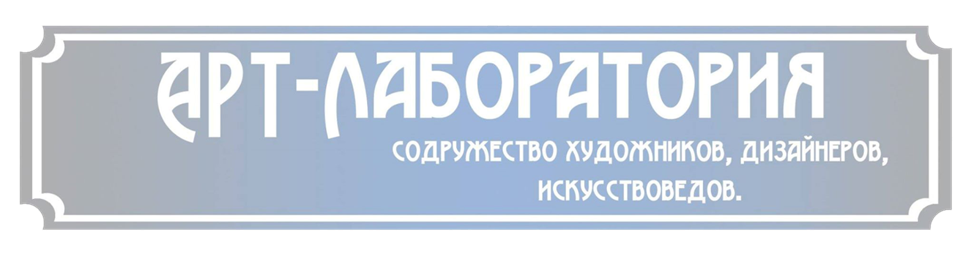 АРТ-ЛАБОРАТОРИЯ
СОДРУЖЕСТВО ХУДОЖНИКОВ, ДИЗАЙНЕРОВ,
ИСКУССТВОВЕДОВ.